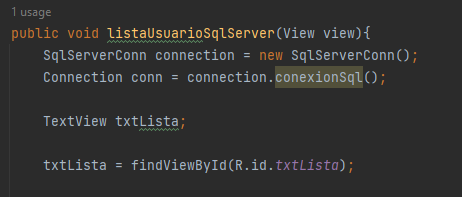 1 usage
public void listaUsuarioSqlServer(View view){
SqlServerConn connection = new SqlServerConn();
Connection conn = connection.conexionSql();
TextView txtLista;
txtLista = findViewById(R.id.txtLista);